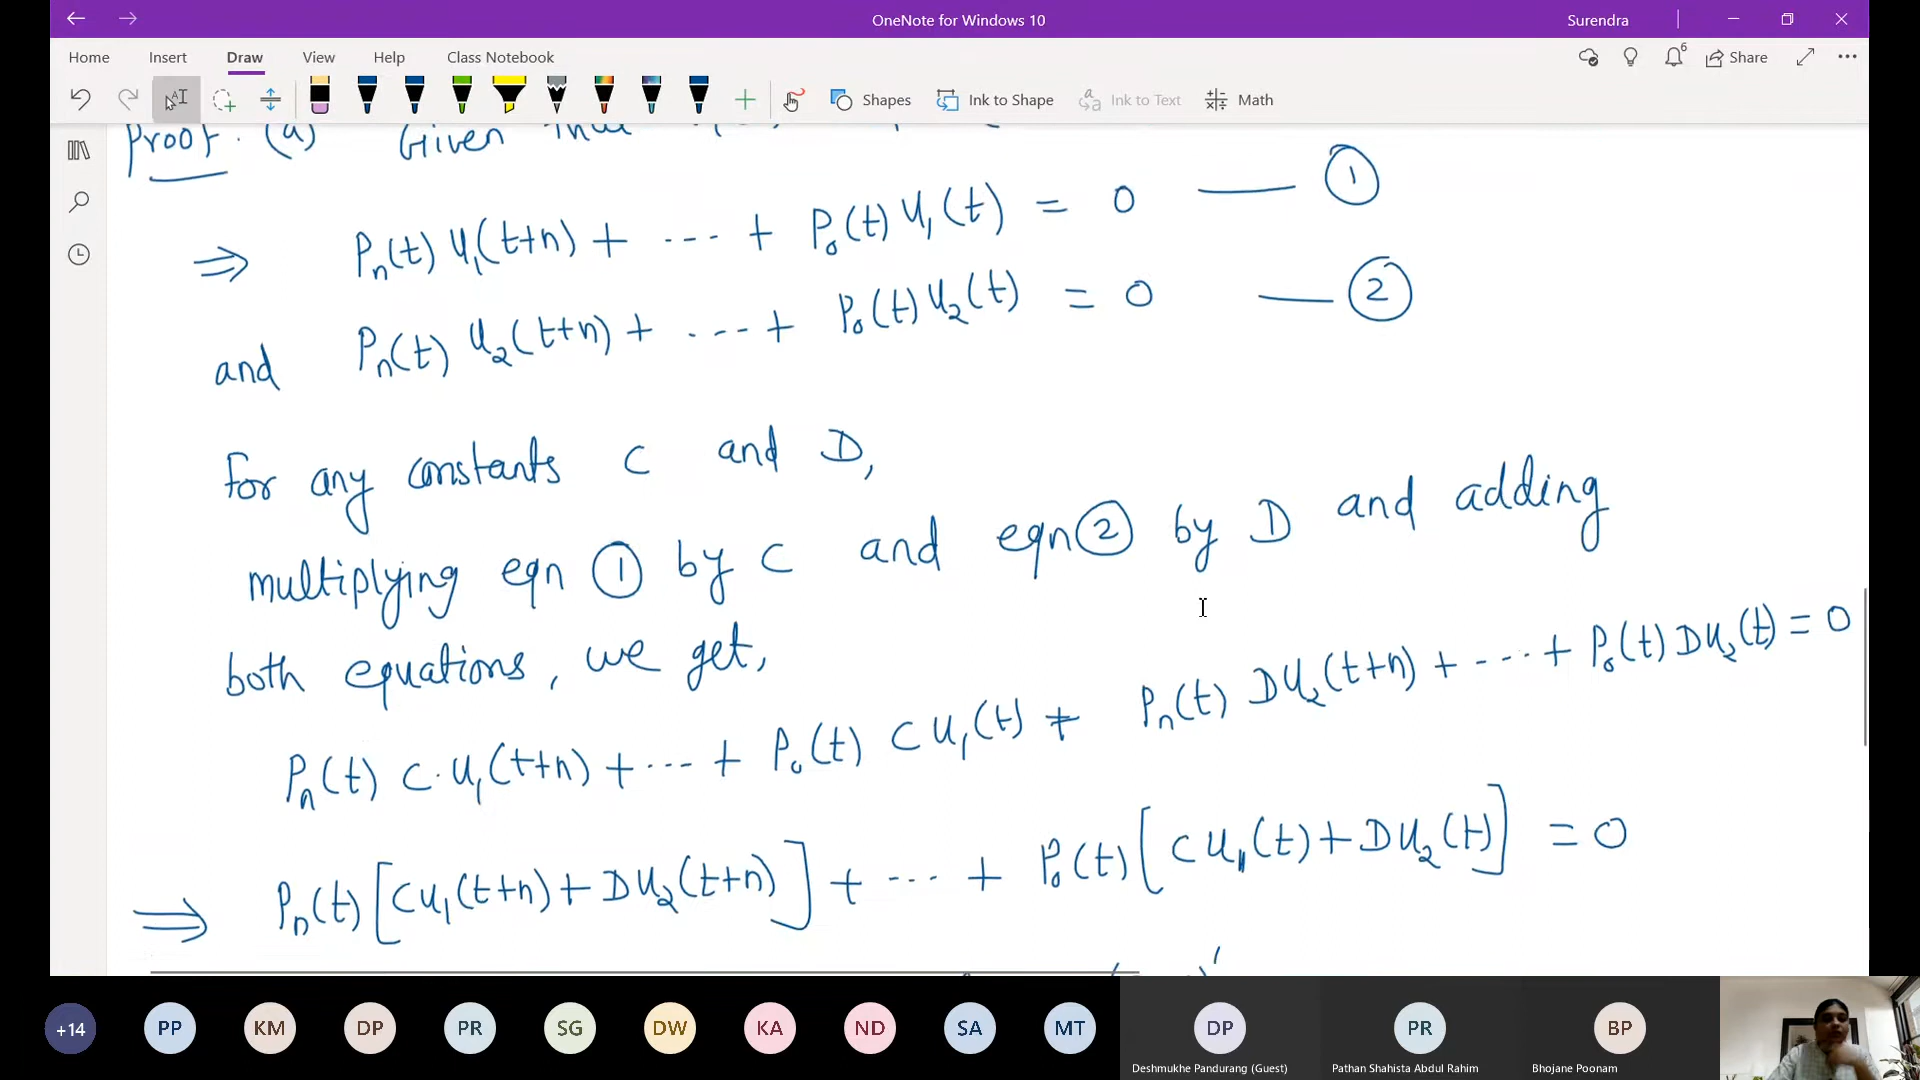 OneNote for Windows 10
Surendra
Home Insert Draw View Help Class Notebook
6 Share
Shapes Ink to Shape Ink to Text Math
Proof. (a) Given that
⇒ Pₙ(t) U₁(t+n) + --- + P₀(t) U₁(t) = 0 —— ①
and Pₙ(t) U₂(t+n) + ---- + P₀(t) U₂(t) = 0 —— ②
For any constants C and D,
multiplying eqn ① by C and eqn ② by D and adding
both equations, we get,
Pₙ(t) C·U₁(t+n) + --- + P₀(t) C U₁(t) + Pₙ(t) D U₂(t+n) + ---- + P₀(t) D U₂(t) = 0
⇒ Pₙ(t) [C U₁(t+n) + D U₂(t+n)] + --- + P₀(t) [C U₁(t) + D U₂(t)] = 0
+14 PP KM DP PR SG DW KA ND SA MT DP PR BP
Deshmukhe Pandurang (Guest) Pathan Shahista Abdul Rahim Bhojane Poonam